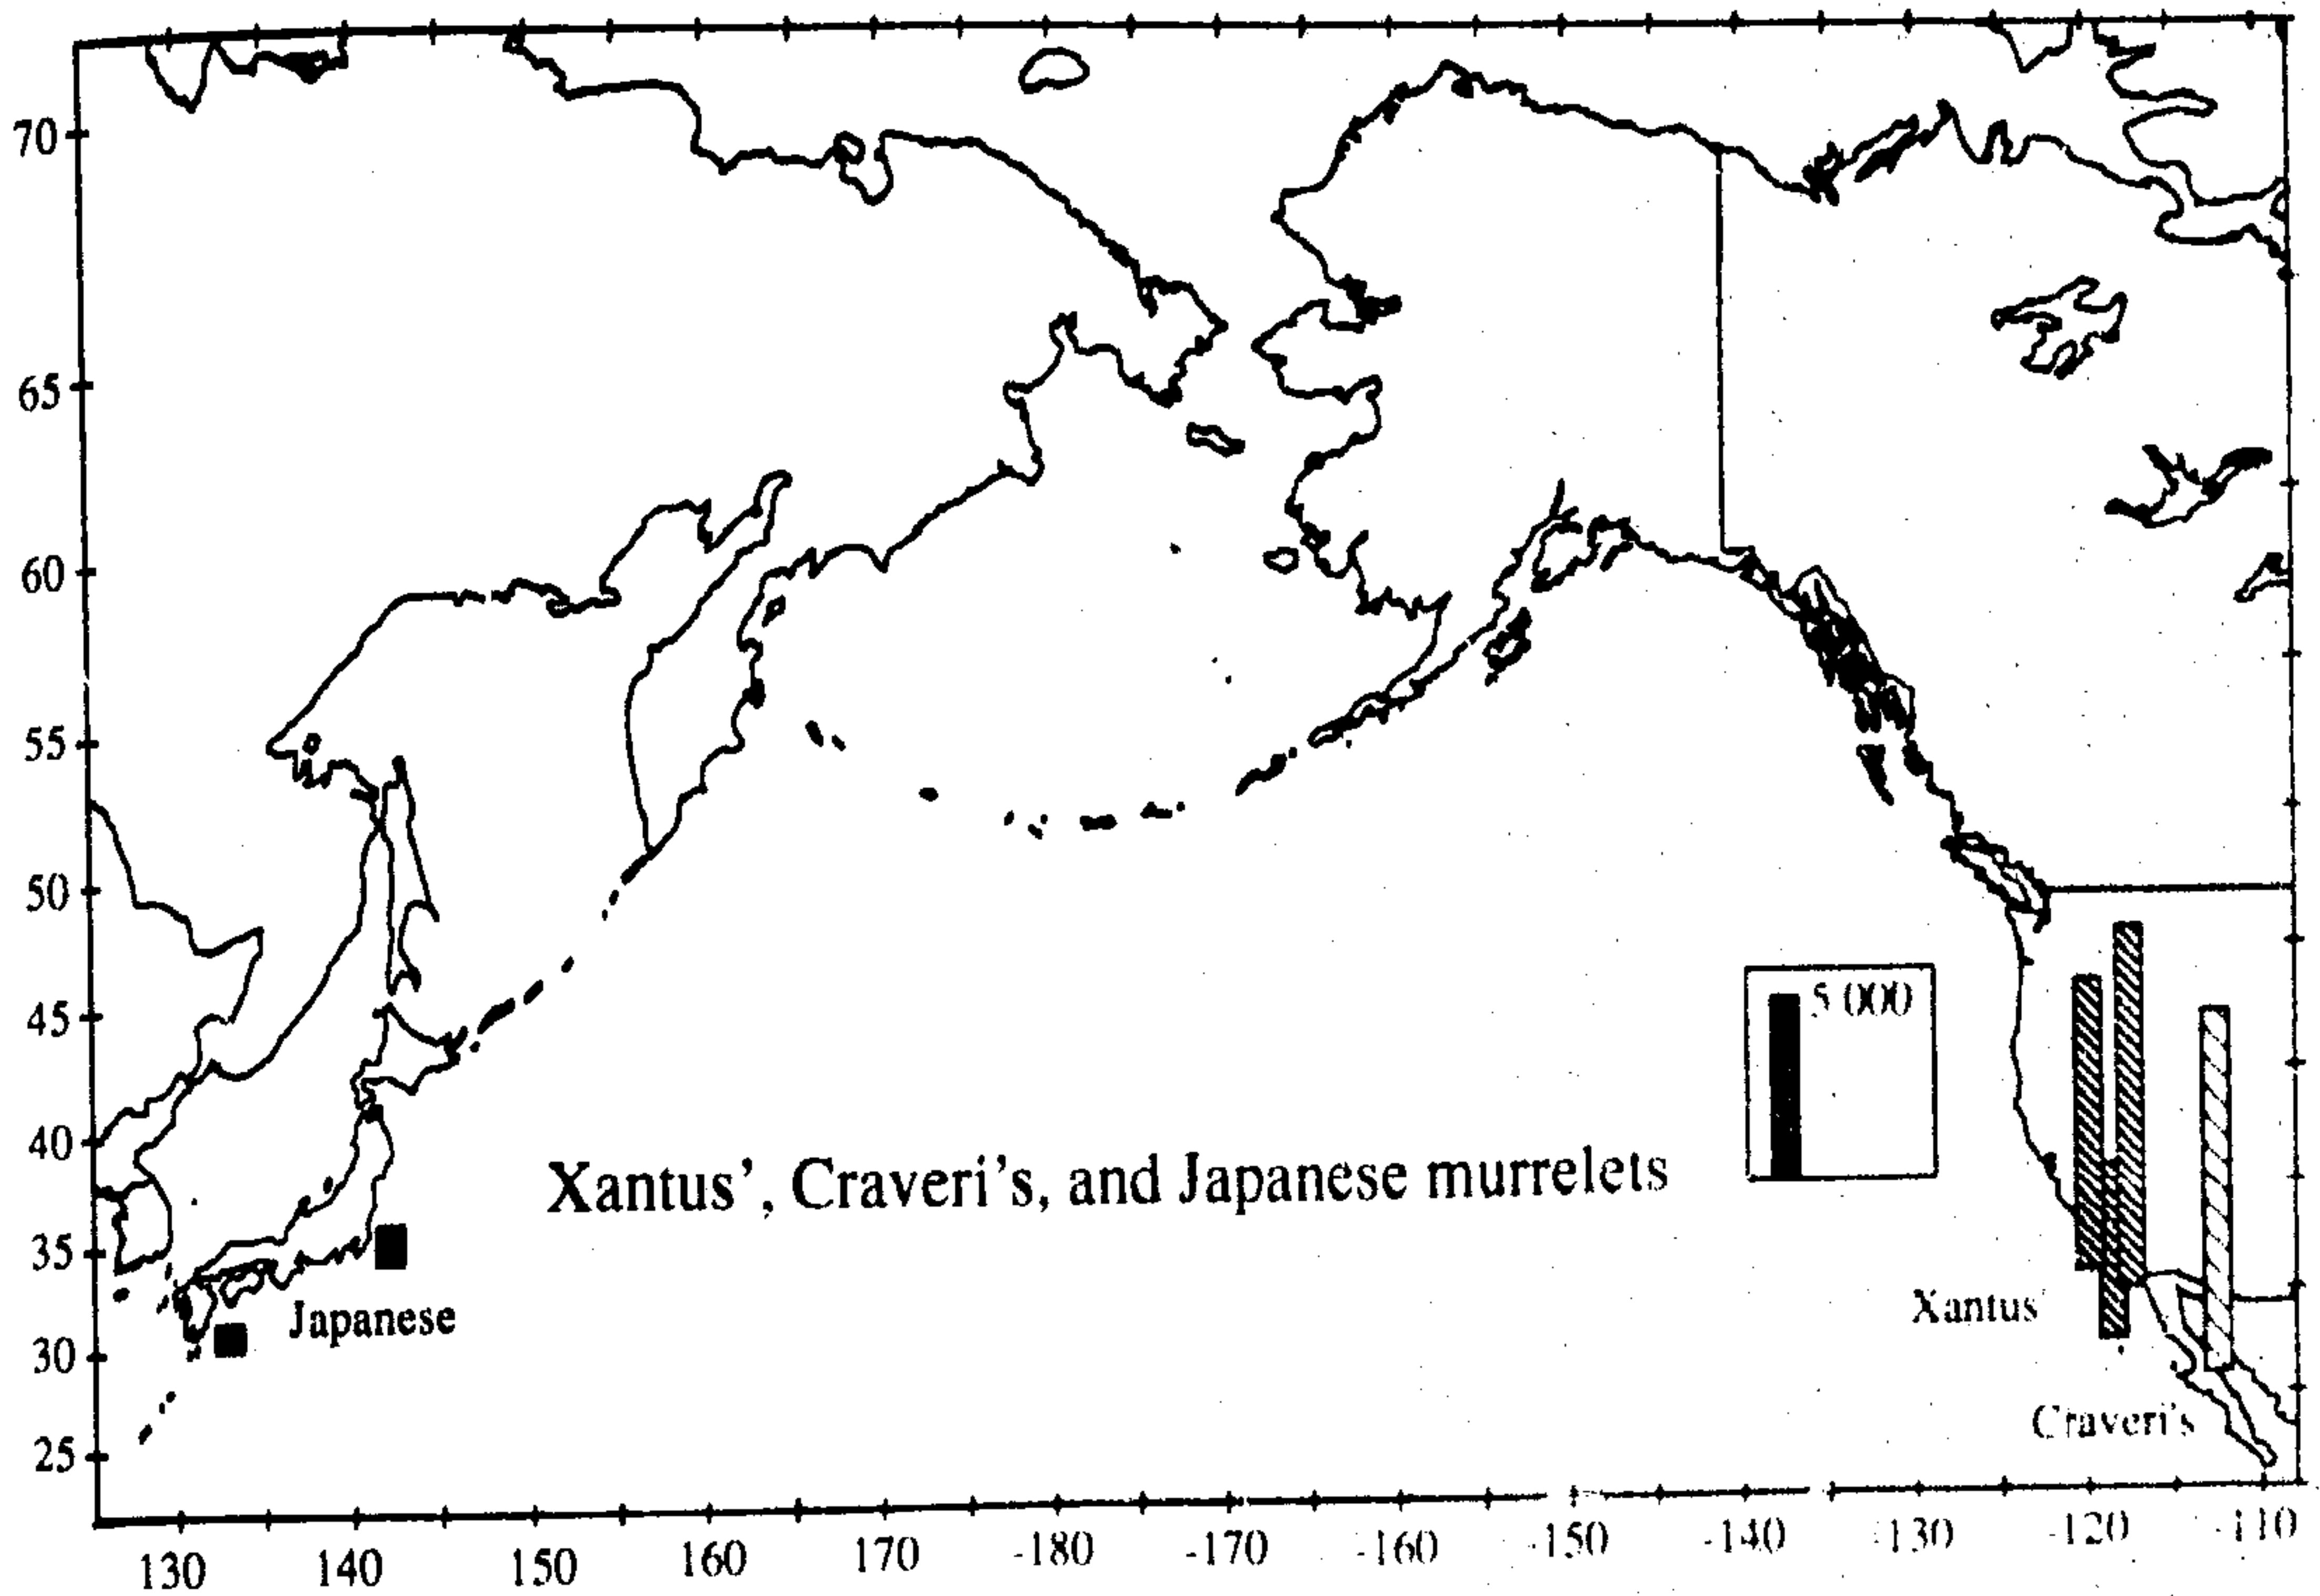 70
65
60
55
50
45
40
35
30
25
5 000
Xantus', Craveri's, and Japanese murrelets
Japanese
Xantus'
Craveri's
130 140 150 160 170 -180 -170 -160 -150 -140 -130 -120 -110